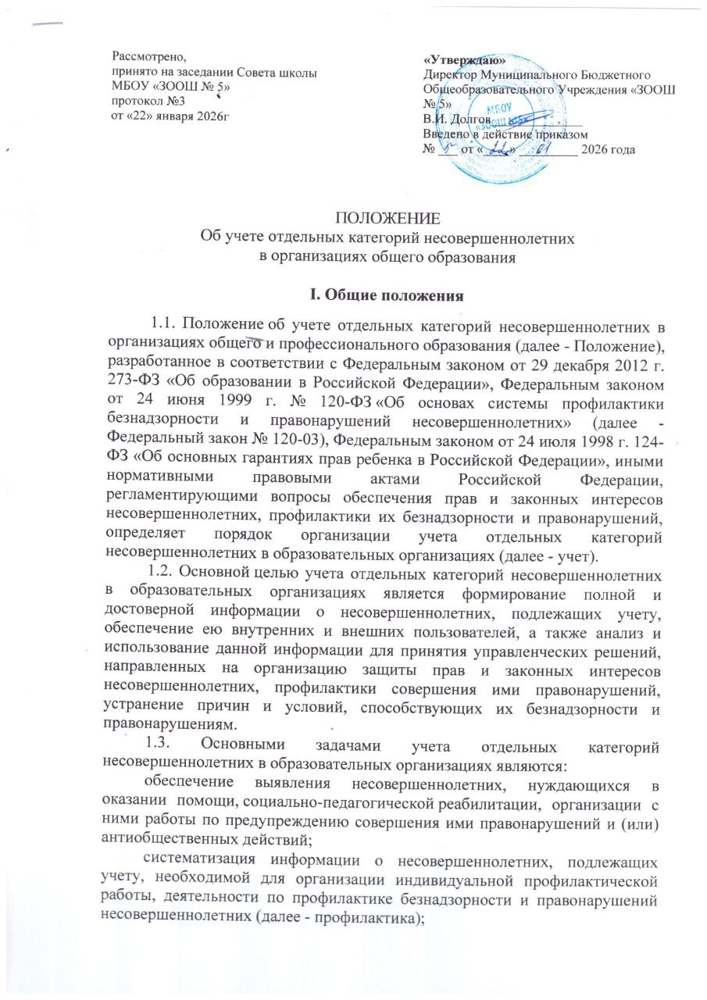 Рассмотрено,
принято на заседании Совета школы
МБОУ «ЗООШ № 5»
протокол №3
от «22» января 2026г
«Утверждаю»
Директор Муниципального Бюджетного
Общеобразовательного Учреждения «ЗООШ
№ 5»
В.И. Долгов
Введено в действие приказом
№ 5 от «22» 01 2026 года
МБОУ
«ЗООШ №5»
ПОЛОЖЕНИЕ
Об учете отдельных категорий несовершеннолетних
в организациях общего образования
I. Общие положения
1.1. Положение об учете отдельных категорий несовершеннолетних в
организациях общего и профессионального образования (далее - Положение),
разработанное в соответствии с Федеральным законом от 29 декабря 2012 г.
273-ФЗ «Об образовании в Российской Федерации», Федеральным законом
от 24 июня 1999 г. № 120-ФЗ «Об основах системы профилактики
безнадзорности и правонарушений несовершеннолетних» (далее -
Федеральный закон № 120-03), Федеральным законом от 24 июля 1998 г. 124-
ФЗ «Об основных гарантиях прав ребенка в Российской Федерации», иными
нормативными правовыми актами Российской Федерации,
регламентирующими вопросы обеспечения прав и законных интересов
несовершеннолетних, профилактики их безнадзорности и правонарушений,
определяет порядок организации учета отдельных категорий
несовершеннолетних в образовательных организациях (далее - учет).
1.2. Основной целью учета отдельных категорий несовершеннолетних
в образовательных организациях является формирование полной и
достоверной информации о несовершеннолетних, подлежащих учету,
обеспечение ею внутренних и внешних пользователей, а также анализ и
использование данной информации для принятия управленческих решений,
направленных на организацию защиты прав и законных интересов
несовершеннолетних, профилактики совершения ими правонарушений,
устранение причин и условий, способствующих их безнадзорности и
правонарушениям.
1.3. Основными задачами учета отдельных категорий
несовершеннолетних в образовательных организациях являются:
обеспечение выявления несовершеннолетних, нуждающихся в
оказании помощи, социально-педагогической реабилитации, организации с
ними работы по предупреждению совершения ими правонарушений и (или)
антиобщественных действий;
систематизация информации о несовершеннолетних, подлежащих
учету, необходимой для организации индивидуальной профилактической
работы, деятельности по профилактике безнадзорности и правонарушений
несовершеннолетних (далее - профилактика);